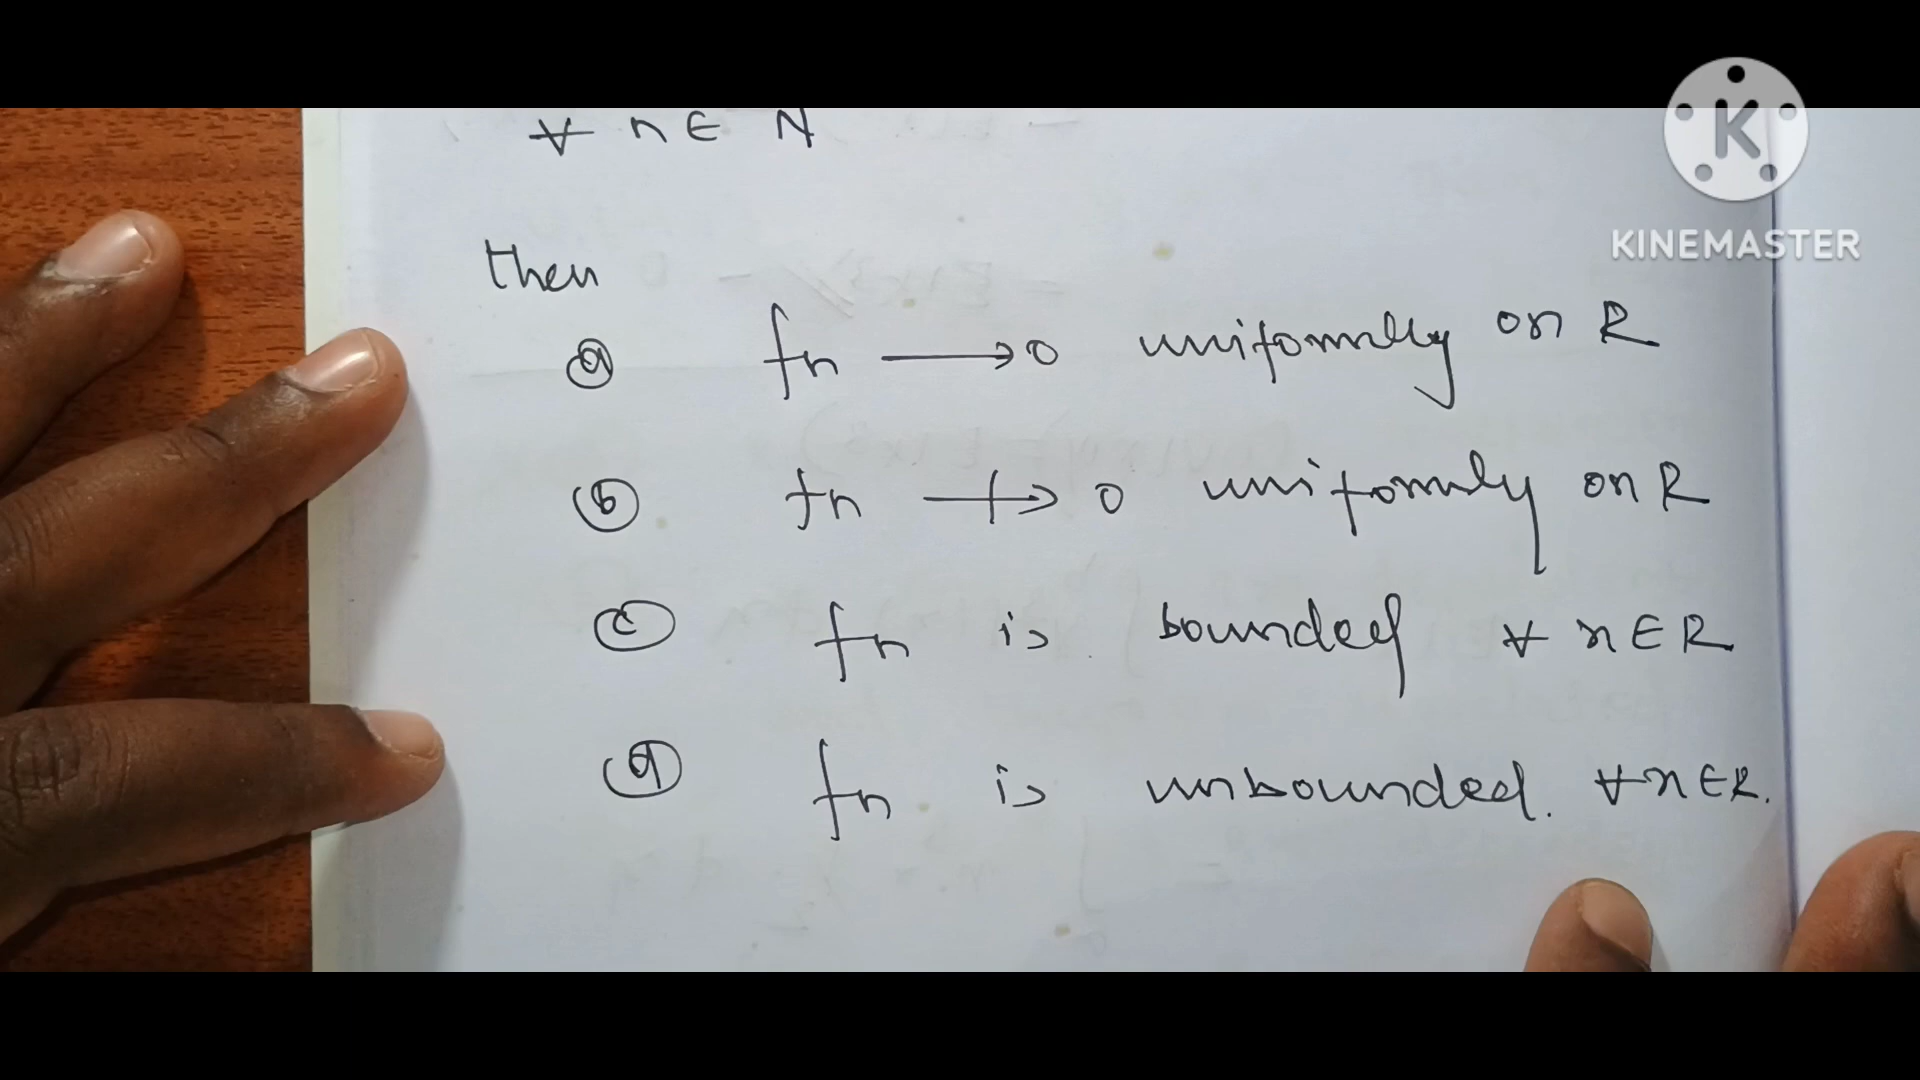 ∀ n ∈ N
K
KINEMASTER
then
ⓐ fn ⟶ 0 uniformly on R
ⓑ fn ↛ 0 uniformly on R
ⓒ fn is bounded ∀ n ∈ R
ⓓ fn is unbounded. ∀ n ∈ R.